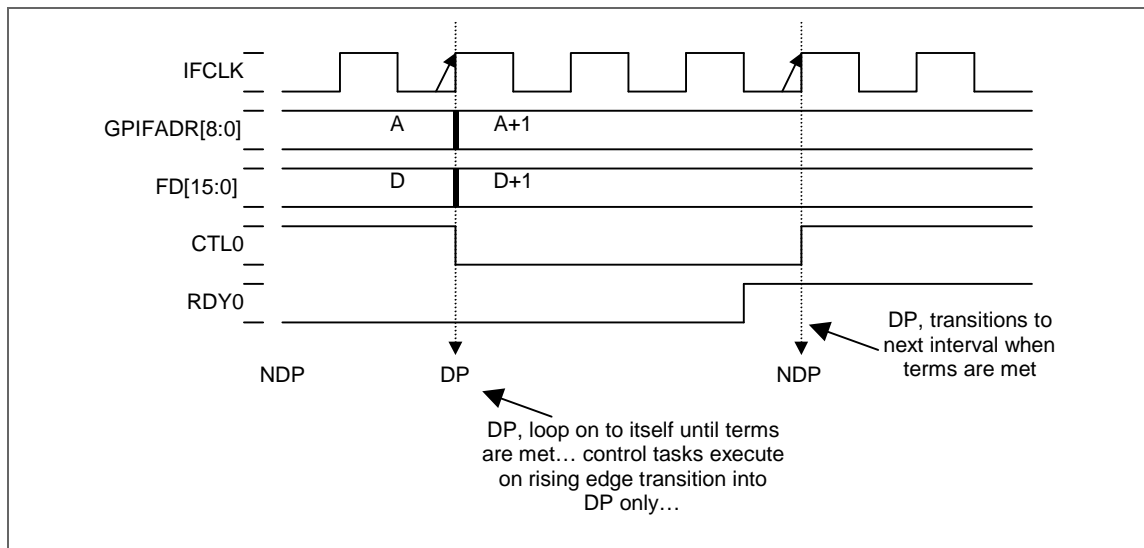 IFCLK
GPIFADR[8:0]
A
A+1
FD[15:0]
D
D+1
CTL0
RDY0
DP, transitions to
next interval when
terms are met
NDP
DP
NDP
DP, loop on to itself until terms
are met… control tasks execute
on rising edge transition into
DP only…